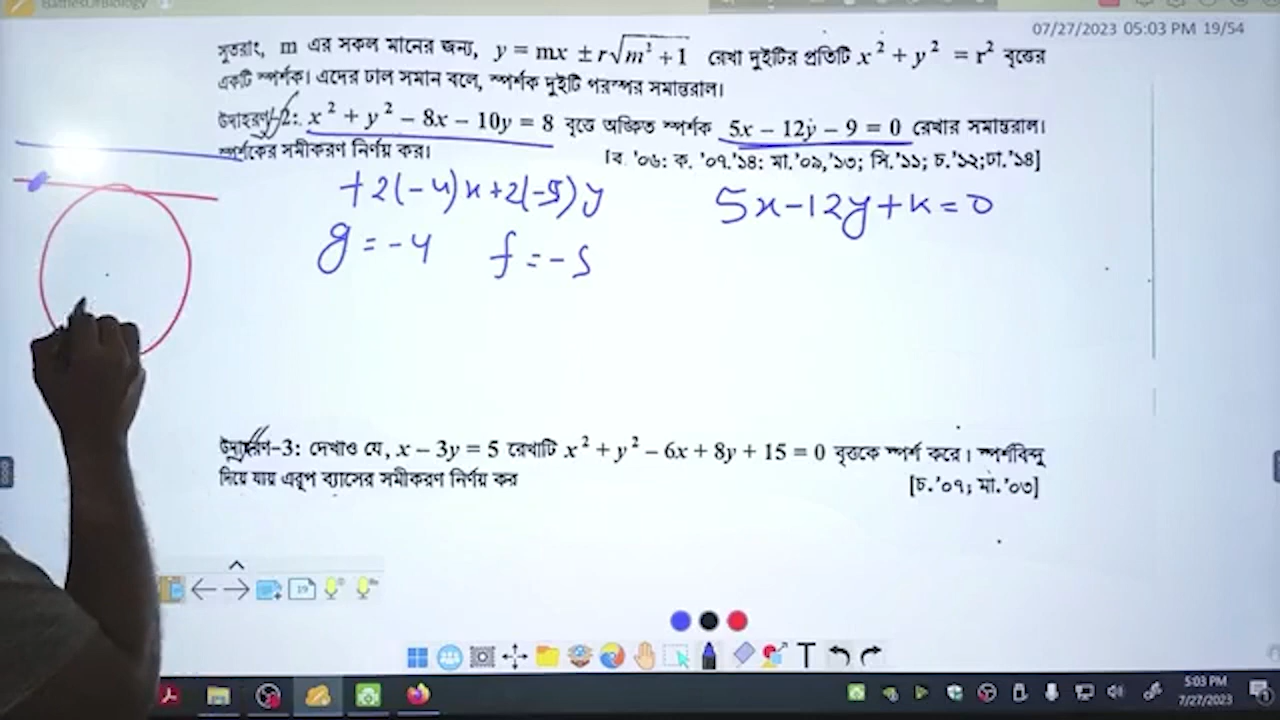 07/27/2023 05:03 PM 19/54
সুতরাং, m এর সকল মানের জন্য, y = mx ± r√m² + 1 রেখা দুইটির প্রতিটি x² + y² = r² বৃত্তের
একটি স্পর্শক। এদের ঢাল সমান বলে, স্পর্শক দুইটি পরস্পর সমান্তরাল।
উদাহরণ-2: x² + y² – 8x – 10y = 8 বৃত্তে অঙ্কিত স্পর্শক 5x – 12y – 9 = 0 রেখার সমান্তরাল।
স্পর্শকের সমীকরণ নির্ণয় কর। [ব. '০৬; ক. '০৭,'১৪; মা.'০৯,'১৩; সি.'১১; চ.'১২;ঢা.'১৪]
+2(-4)x+2(-5)y 5x-12y+k=0
g=-4 f=-5
উদাহরণ–3: দেখাও যে, x – 3y = 5 রেখাটি x² + y² – 6x + 8y + 15 = 0 বৃত্তকে স্পর্শ করে। স্পর্শবিন্দু
দিয়ে যায় এরূপ ব্যাসের সমীকরণ নির্ণয় কর [চ.'০৭; মা.'০৩]
19
T
5:03 PM
7/27/2023